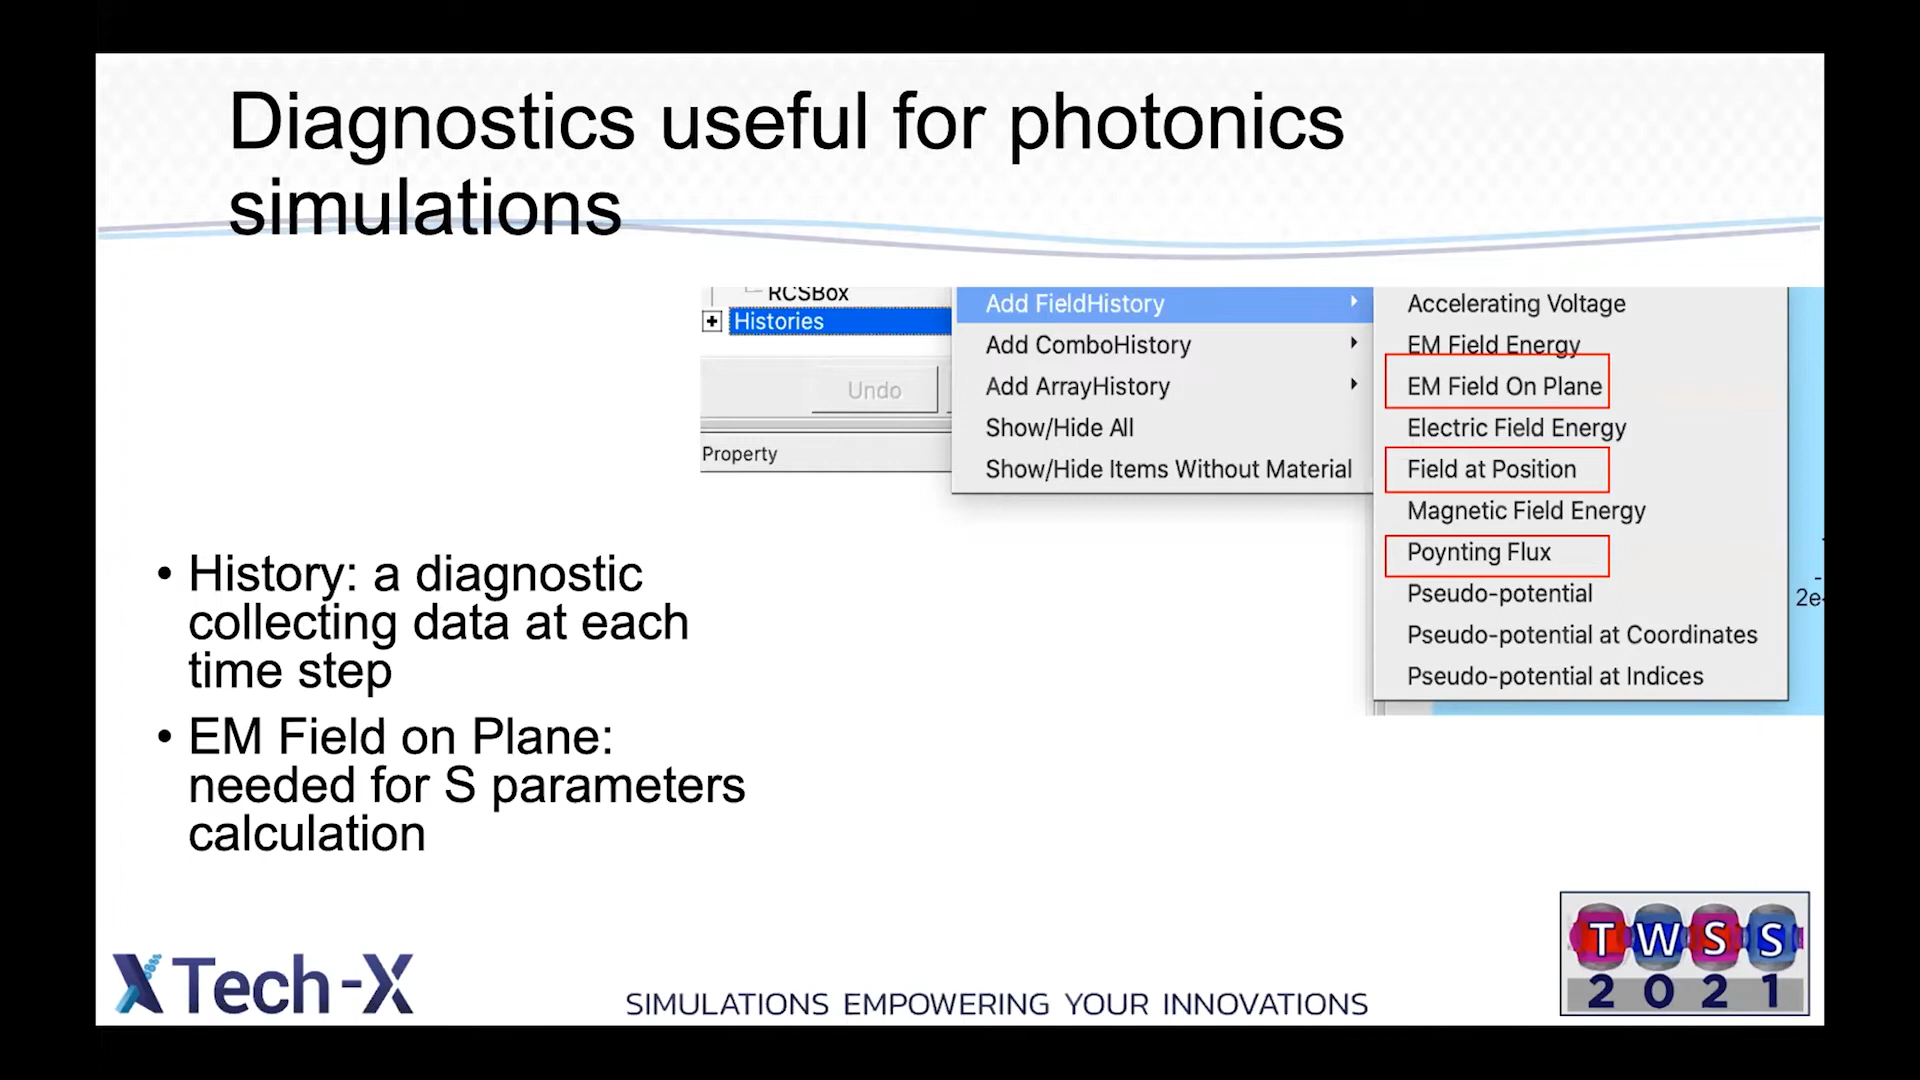 Diagnostics useful for photonics
simulations
RCSBox
Histories
Undo
Property
Add FieldHistory
Add ComboHistory
Add ArrayHistory
Show/Hide All
Show/Hide Items Without Material
Accelerating Voltage
EM Field Energy
EM Field On Plane
Electric Field Energy
Field at Position
Magnetic Field Energy
Poynting Flux
Pseudo-potential
Pseudo-potential at Coordinates
Pseudo-potential at Indices
• History: a diagnostic
collecting data at each
time step
• EM Field on Plane:
needed for S parameters
calculation
Tech-X
SIMULATIONS EMPOWERING YOUR INNOVATIONS
TWSS
2021